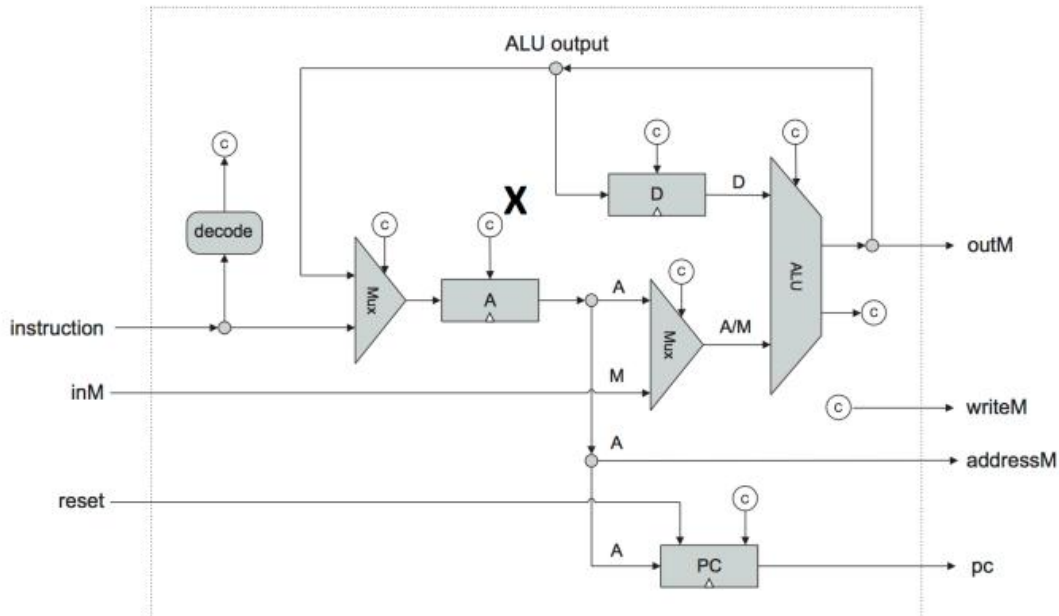 ALU output
C
C
C
D
D
decode
C
C
X
Mux
A
A
C
Mux
A/M
ALU
outM
C
instruction
inM
M
C
writeM
A
addressM
reset
C
A
PC
pc